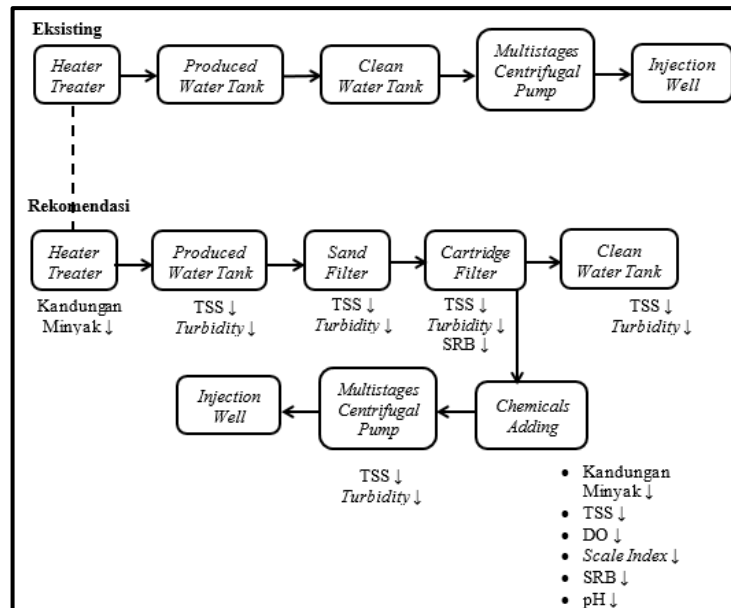 Eksisting
Heater
Treater
Produced
Water Tank
Clean
Water Tank
Multistages
Centrifugal
Pump
Injection
Well
Rekomendasi
Heater
Treater
Produced
Water Tank
Sand
Filter
Cartridge
Filter
Clean
Water Tank
Kandungan
Minyak ↓
TSS ↓
Turbidity ↓
TSS ↓
Turbidity ↓
TSS ↓
Turbidity ↓
SRB ↓
TSS ↓
Turbidity ↓
Injection
Well
Multistages
Centrifugal
Pump
Chemicals
Adding
TSS ↓
Turbidity ↓
• Kandungan
Minyak ↓
• TSS ↓
• DO ↓
• Scale Index ↓
• SRB ↓
• pH ↓